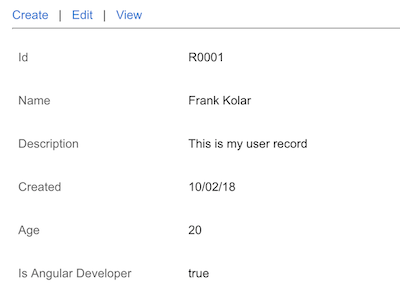 Create | Edit | View
Id R0001
Name Frank Kolar
Description This is my user record
Created 10/02/18
Age 20
Is Angular Developer true